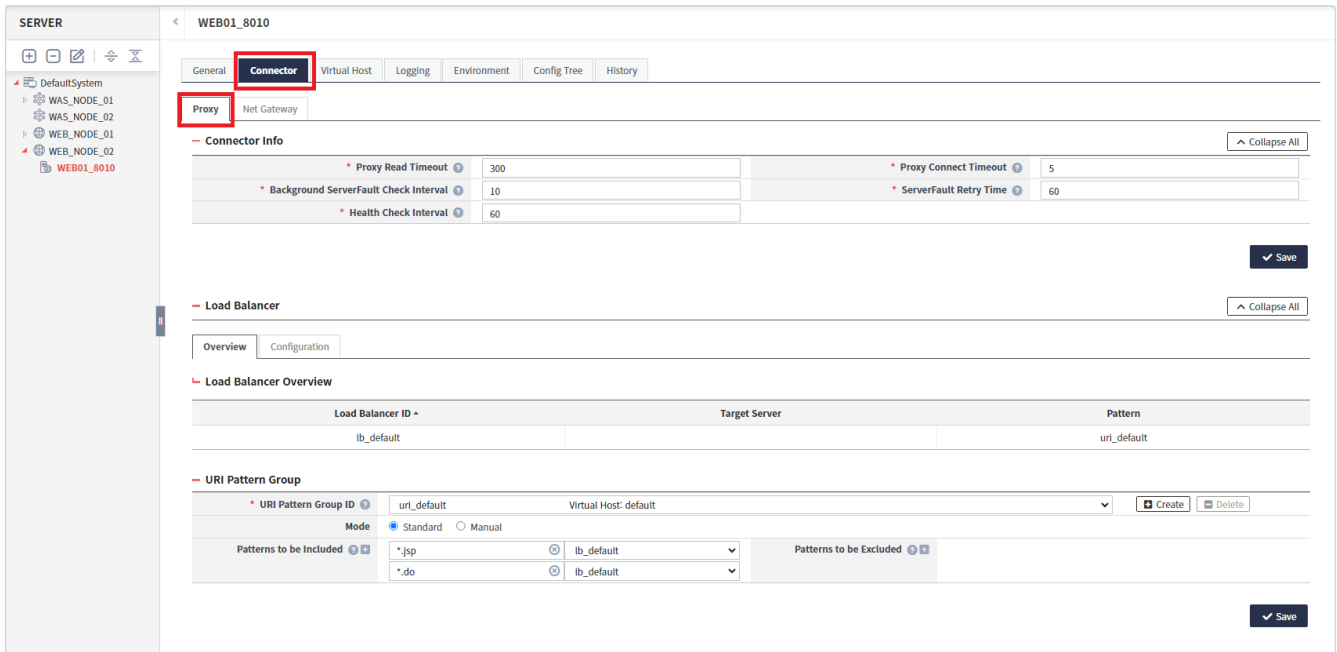 SERVER
DefaultSystem
WAS_NODE_01
WAS_NODE_02
WEB_NODE_01
WEB_NODE_02
WEB01_8010
WEB01_8010
General Connector Virtual Host Logging Environment Config Tree History
Proxy Net Gateway
Connector Info Collapse All
* Proxy Read Timeout 300 * Proxy Connect Timeout 5
* Background ServerFault Check Interval 10 * ServerFault Retry Time 60
* Health Check Interval 60
Save
Load Balancer Collapse All
Overview Configuration
Load Balancer Overview
Load Balancer ID Target Server Pattern
lb_default uri_default
URI Pattern Group
* URI Pattern Group ID uri_default Virtual Host: default Create Delete
Mode Standard Manual
Patterns to be Included *.jsp lb_default Patterns to be Excluded
*.do lb_default
Save